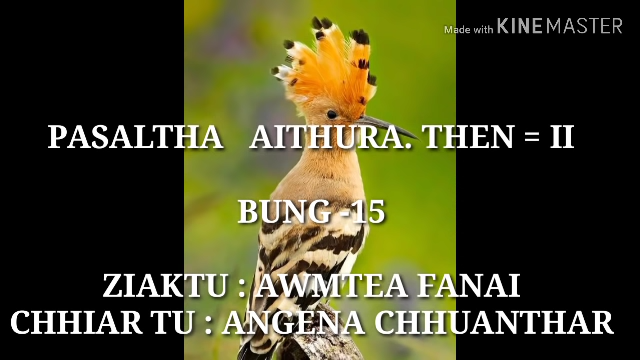 Made with KINEMASTER
PASALTHA AITHURA. THEN = II
BUNG -15
ZIAKTU : AWMTEA FANAI
CHHIAR TU : ANGENA CHHUANTHAR